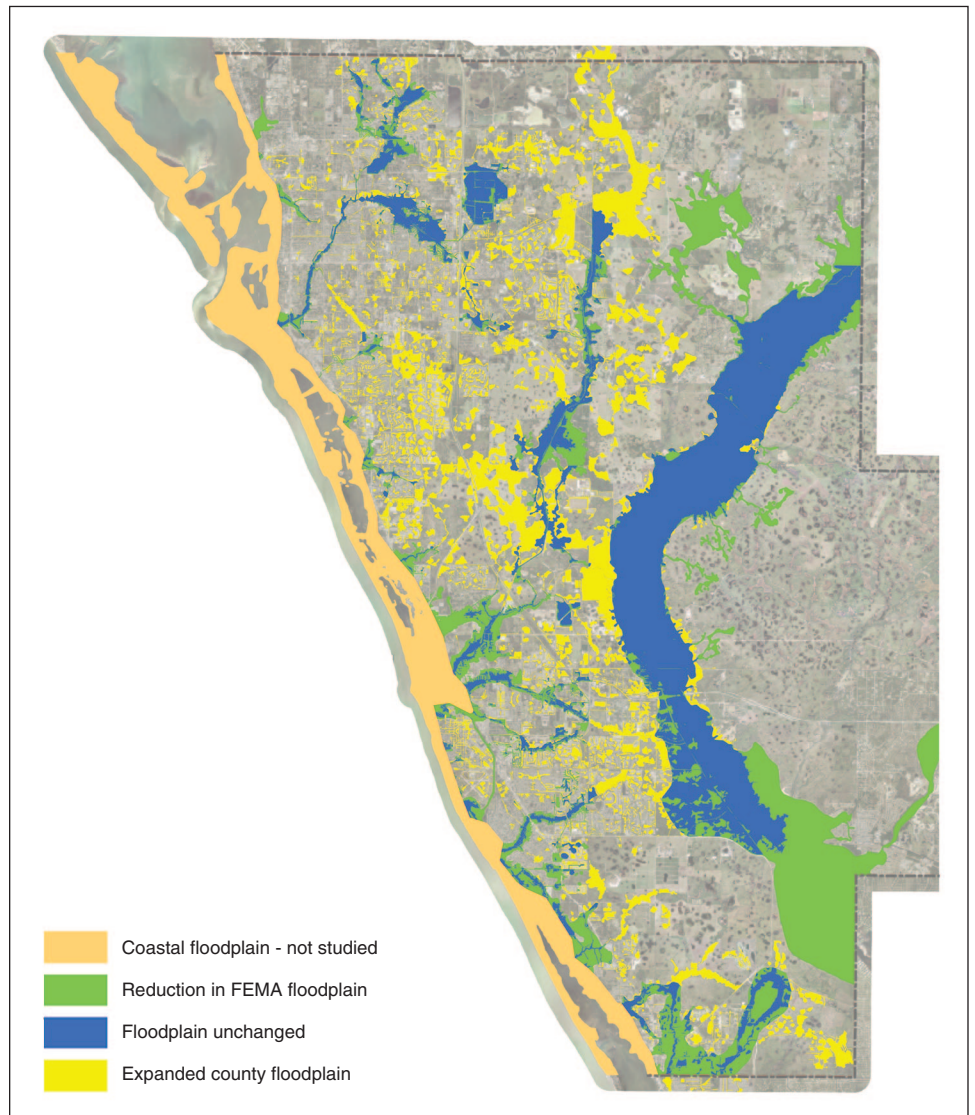 Coastal floodplain - not studied
Reduction in FEMA floodplain
Floodplain unchanged
Expanded county floodplain